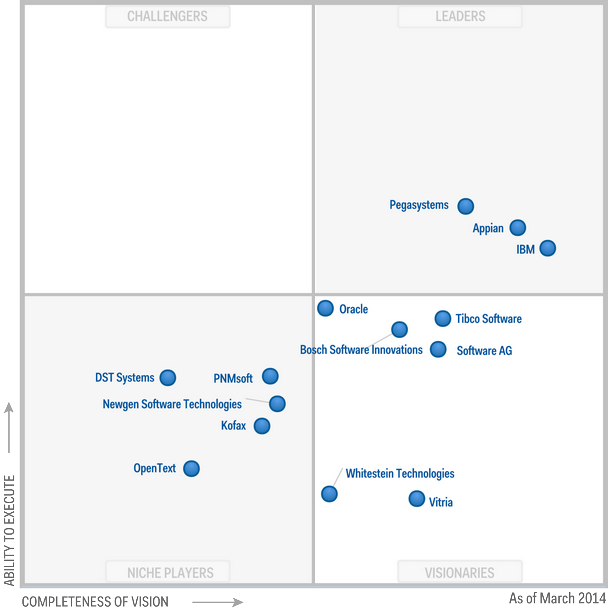 CHALLENGERS
LEADERS
Pegasystems
Appian
IBM
Oracle
Tibco Software
Bosch Software Innovations
Software AG
DST Systems
PNMsoft
Newgen Software Technologies
Kofax
OpenText
Whitestein Technologies
Vitria
NICHE PLAYERS
VISIONARIES
ABILITY TO EXECUTE
COMPLETENESS OF VISION
As of March 2014